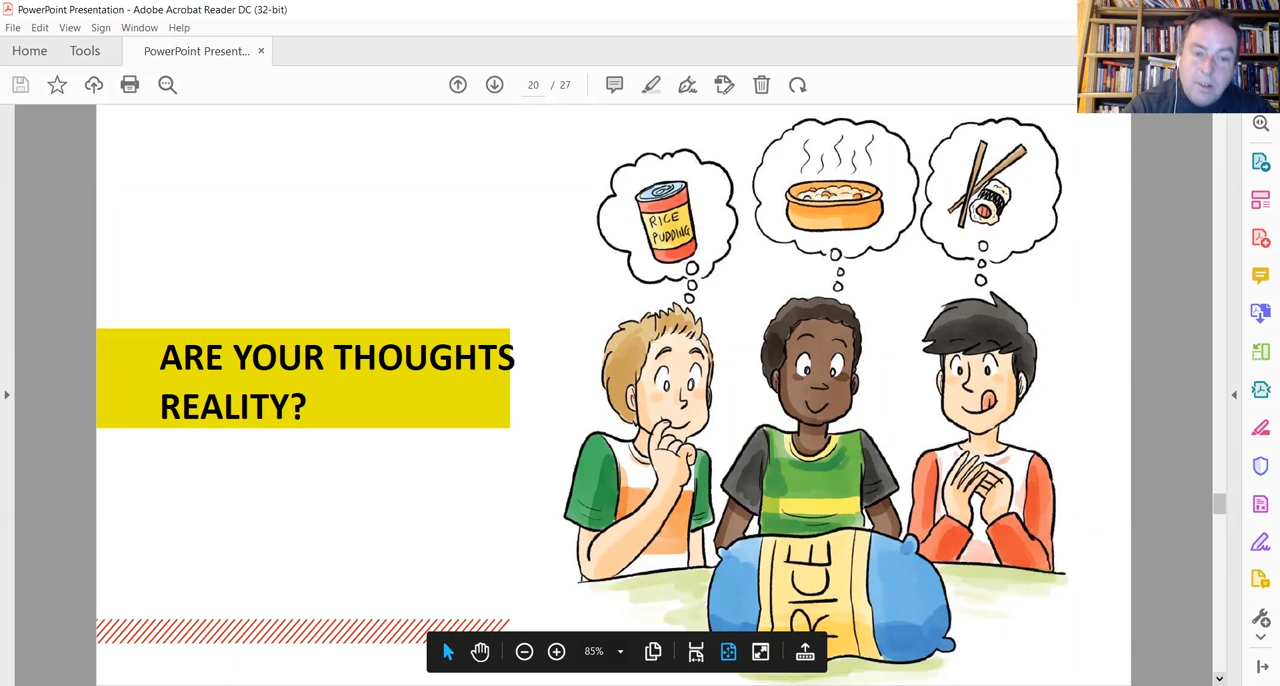 PowerPoint Presentation - Adobe Acrobat Reader DC (32-bit)
File Edit View Sign Window Help
Home Tools PowerPoint Present... ×
20 / 27
RICE
PUDDING
ARE YOUR THOUGHTS
REALITY?
RICE
85%